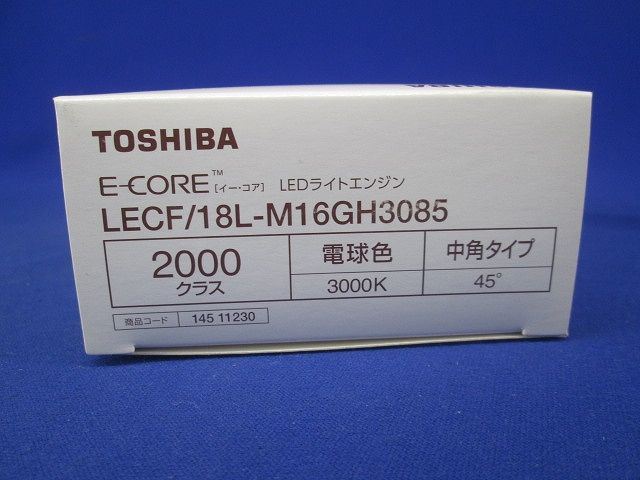 TOSHIBA
E-CORE™ [イー・コア] LEDライトエンジン
LECF/18L-M16GH3085
2000
クラス
電球色
3000K
中角タイプ
45°
商品コード 145 11230